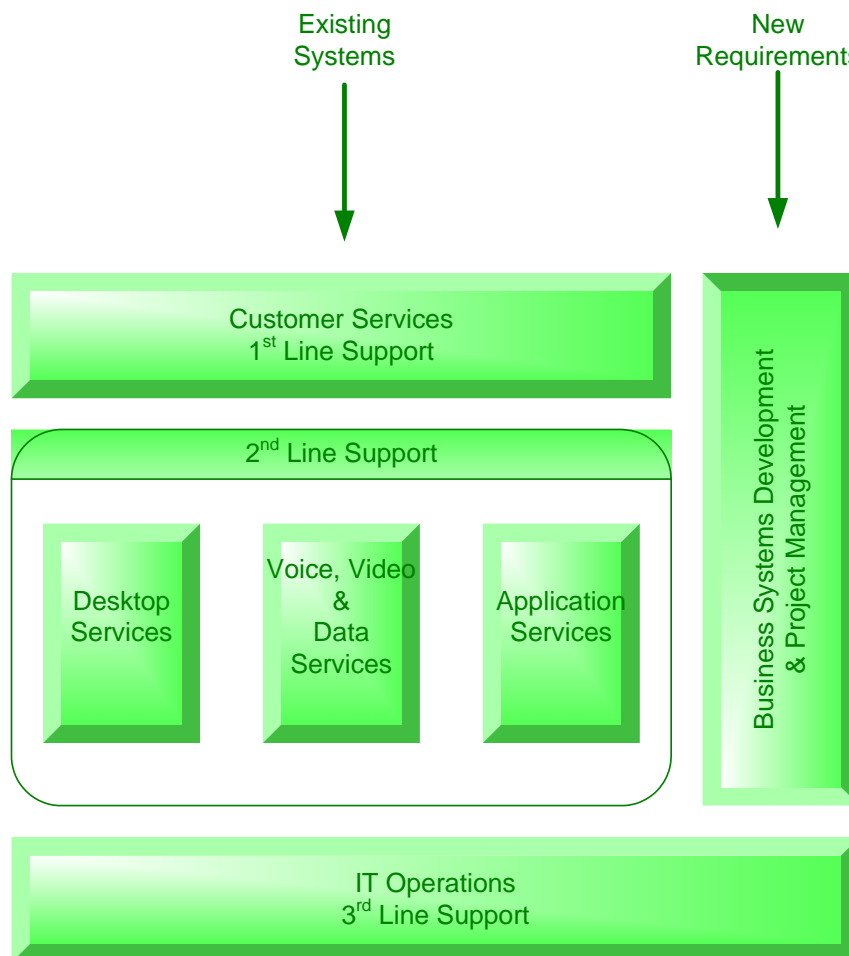 Existing
Systems
New
Requirements
Customer Services
1st Line Support
2nd Line Support
Desktop
Services
Voice, Video
&
Data
Services
Application
Services
Business Systems Development
& Project Management
IT Operations
3rd Line Support